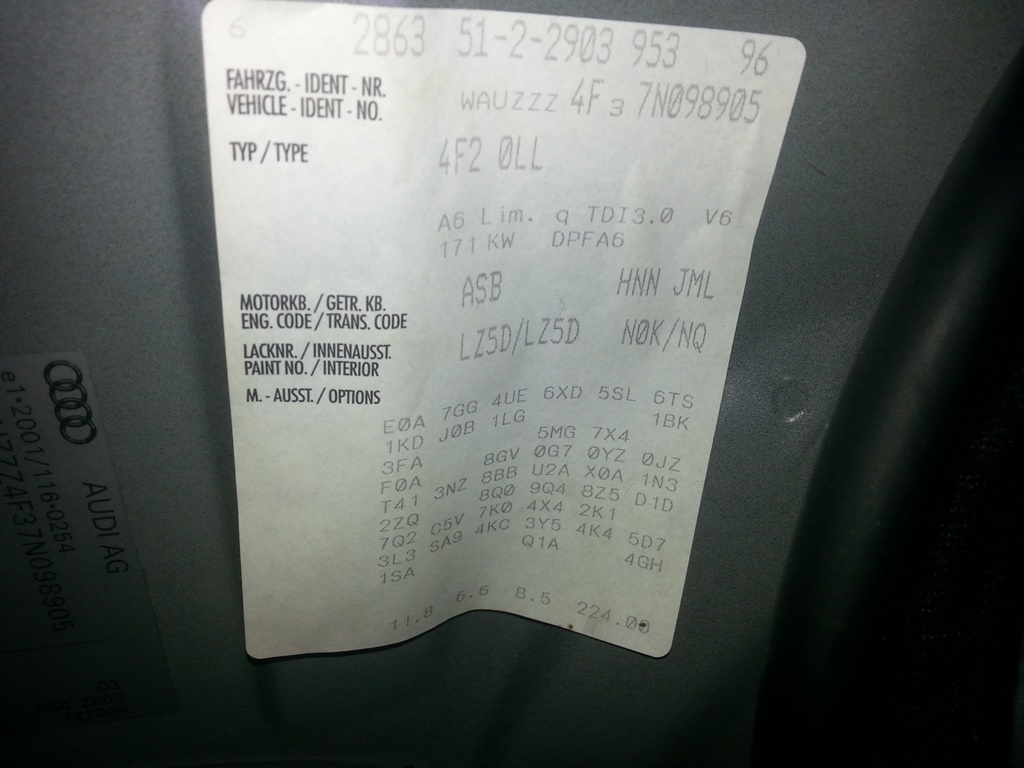 6 2863 51-2-2903 953 96
FAHRZG. - IDENT - NR.
VEHICLE - IDENT - NO.
WAUZZZ 4F 3 7N098905
TYP / TYPE
4F2 0LL
A6 Lim. q TDI3.0 V6
171KW DPFA6
MOTORKB. / GETR. KB.
ENG. CODE / TRANS. CODE
ASB HNN JML
LACKNR. / INNENAUSST.
PAINT NO. / INTERIOR
LZ5D/LZ5D N0K/NQ
M. - AUSST. / OPTIONS
E0A 7GG 4UE 6XD 5SL 6TS
1KD J0B 1LG 1BK
3FA 5MG 7X4
F0A 8GV 0G7 0YZ 0JZ
T41 3NZ 8BB U2A X0A 1N3
2ZQ 8Q0 9Q4 8Z5 D1D
7Q2 C5V 7K0 4X4 2K1
3L3 SA9 4KC 3Y5 4K4 5D7
1SA Q1A 4GH
11.8 6.6 8.5 224.00
AUDI AG
e1*2001/116*0254
ZZZ4F37N098905